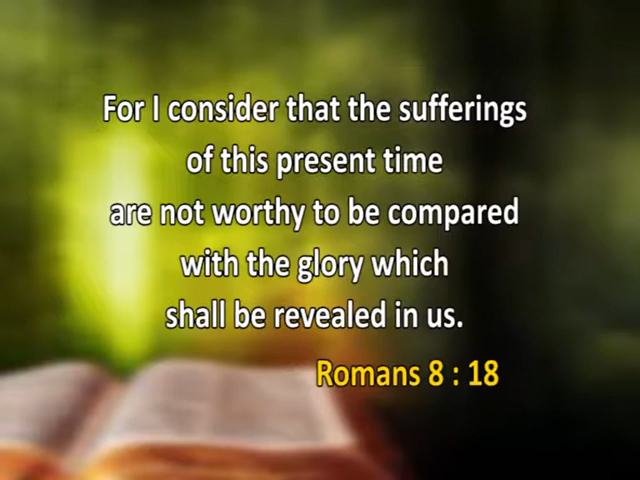 For I consider that the sufferings
of this present time
are not worthy to be compared
with the glory which
shall be revealed in us.
Romans 8 : 18